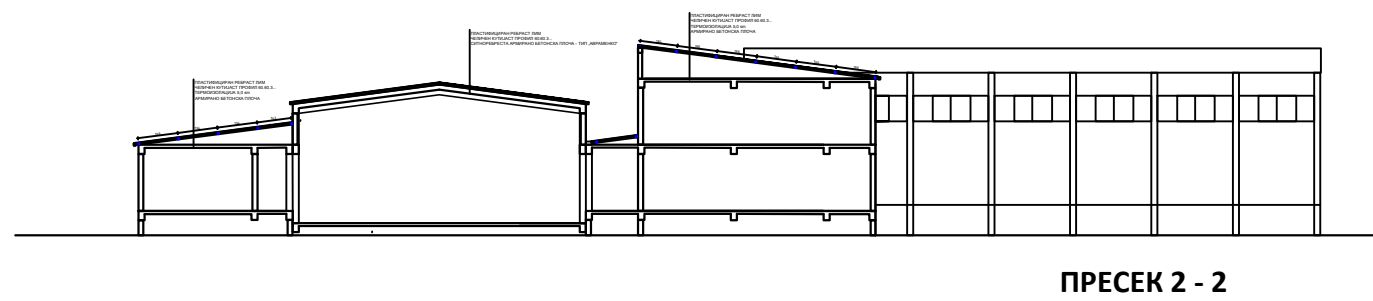 ПЛАСТИФИЦИРАН РЕБРАСТ ЛИМ
ЧЕЛИЧЕН КУТИЈАСТ ПРОФИЛ 60.60.3...
ТЕРМОИЗОЛАЦИЈА 5,0 см
АРМИРАНО БЕТОНСКА ПЛОЧА
ПЛАСТИФИЦИРАН РЕБРАСТ ЛИМ
ЧЕЛИЧЕН КУТИЈАСТ ПРОФИЛ 60.60.3...
СИТНОРЕБРЕСТА АРМИРАНО БЕТОНСКА ПЛОЧА - ТИП „АВРАМЕНКО"
ПЛАСТИФИЦИРАН РЕБРАСТ ЛИМ
ЧЕЛИЧЕН КУТИЈАСТ ПРОФИЛ 60.60.3...
ТЕРМОИЗОЛАЦИЈА 5,0 см
АРМИРАНО БЕТОНСКА ПЛОЧА
ПРЕСЕК 2 - 2